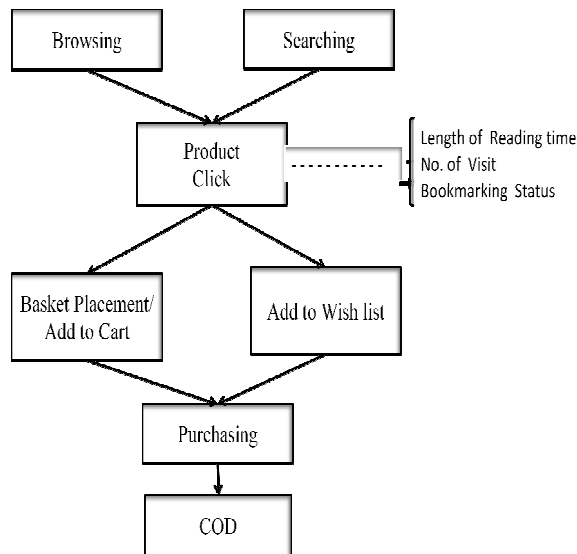 Browsing
Searching
Product
Click
Length of Reading time
No. of Visit
Bookmarking Status
Basket Placement/
Add to Cart
Add to Wish list
Purchasing
COD